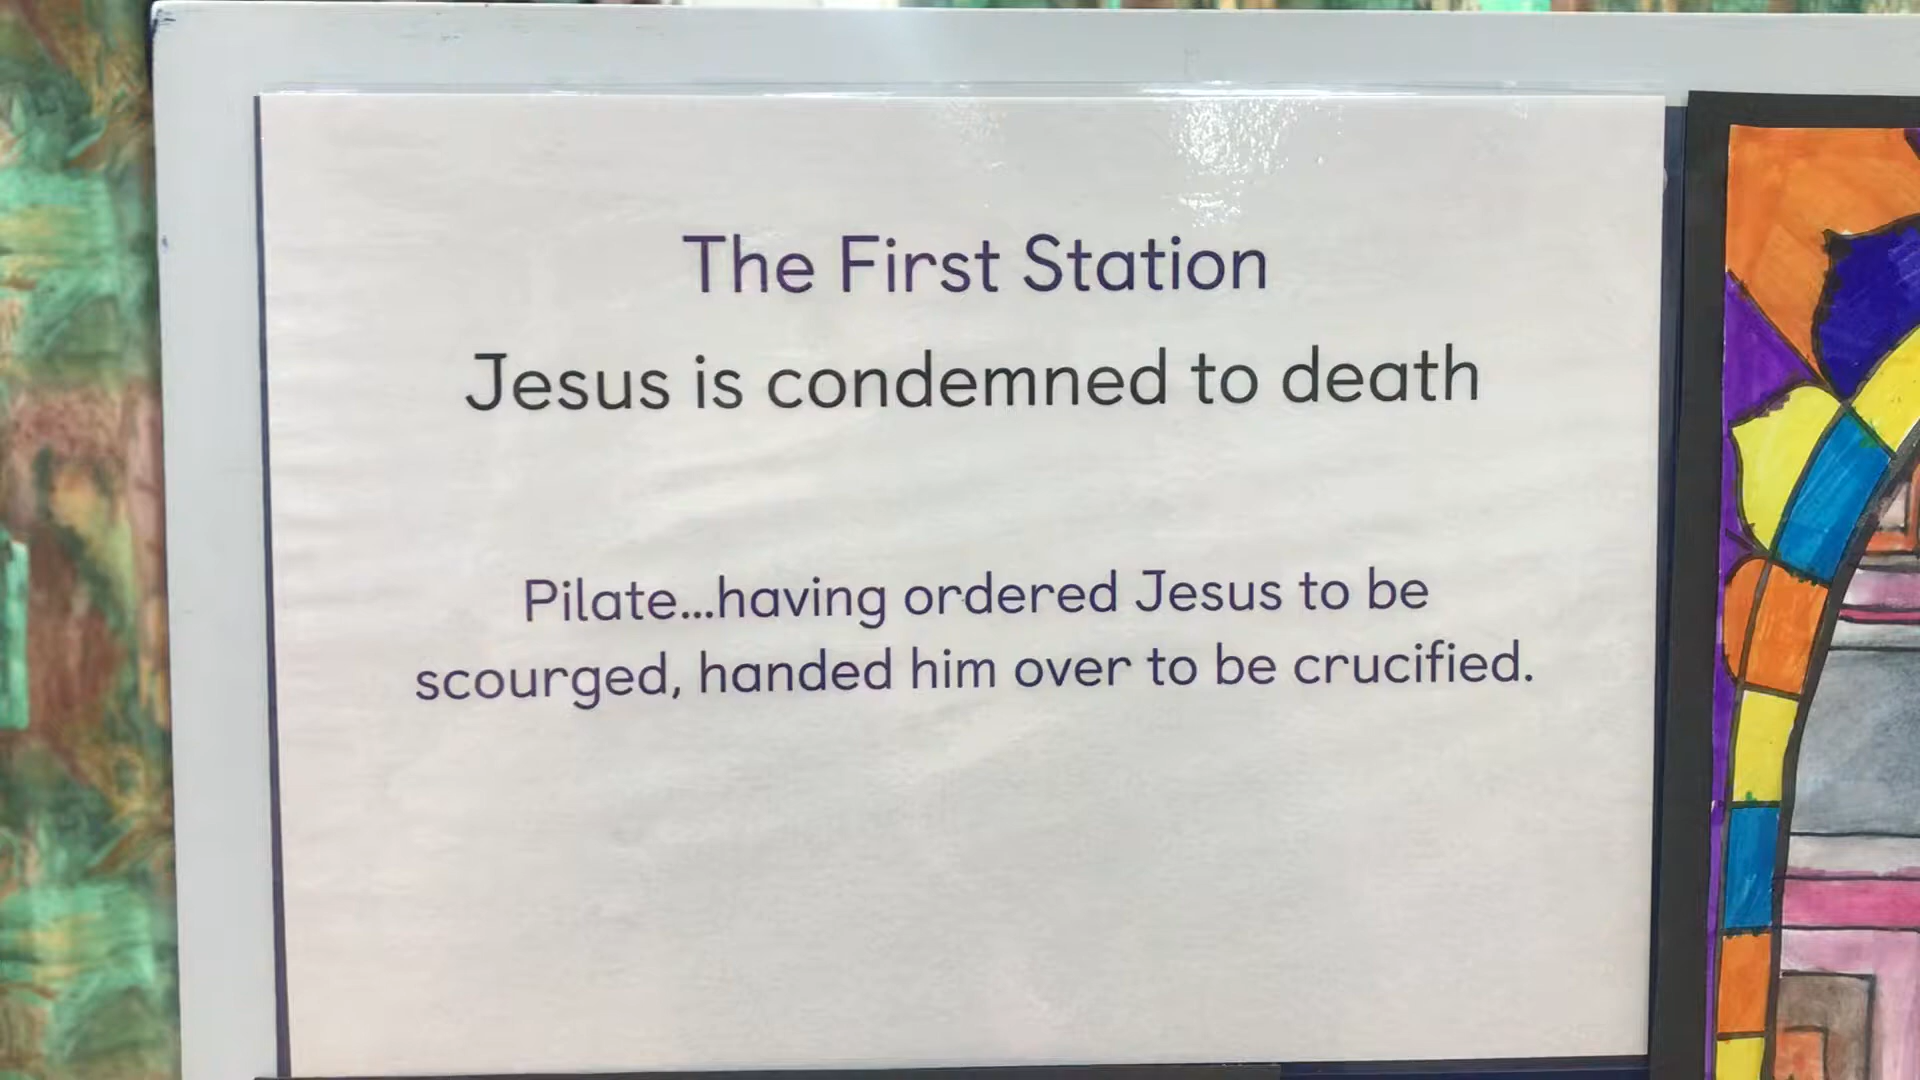 The First Station
Jesus is condemned to death
Pilate...having ordered Jesus to be
scourged, handed him over to be crucified.